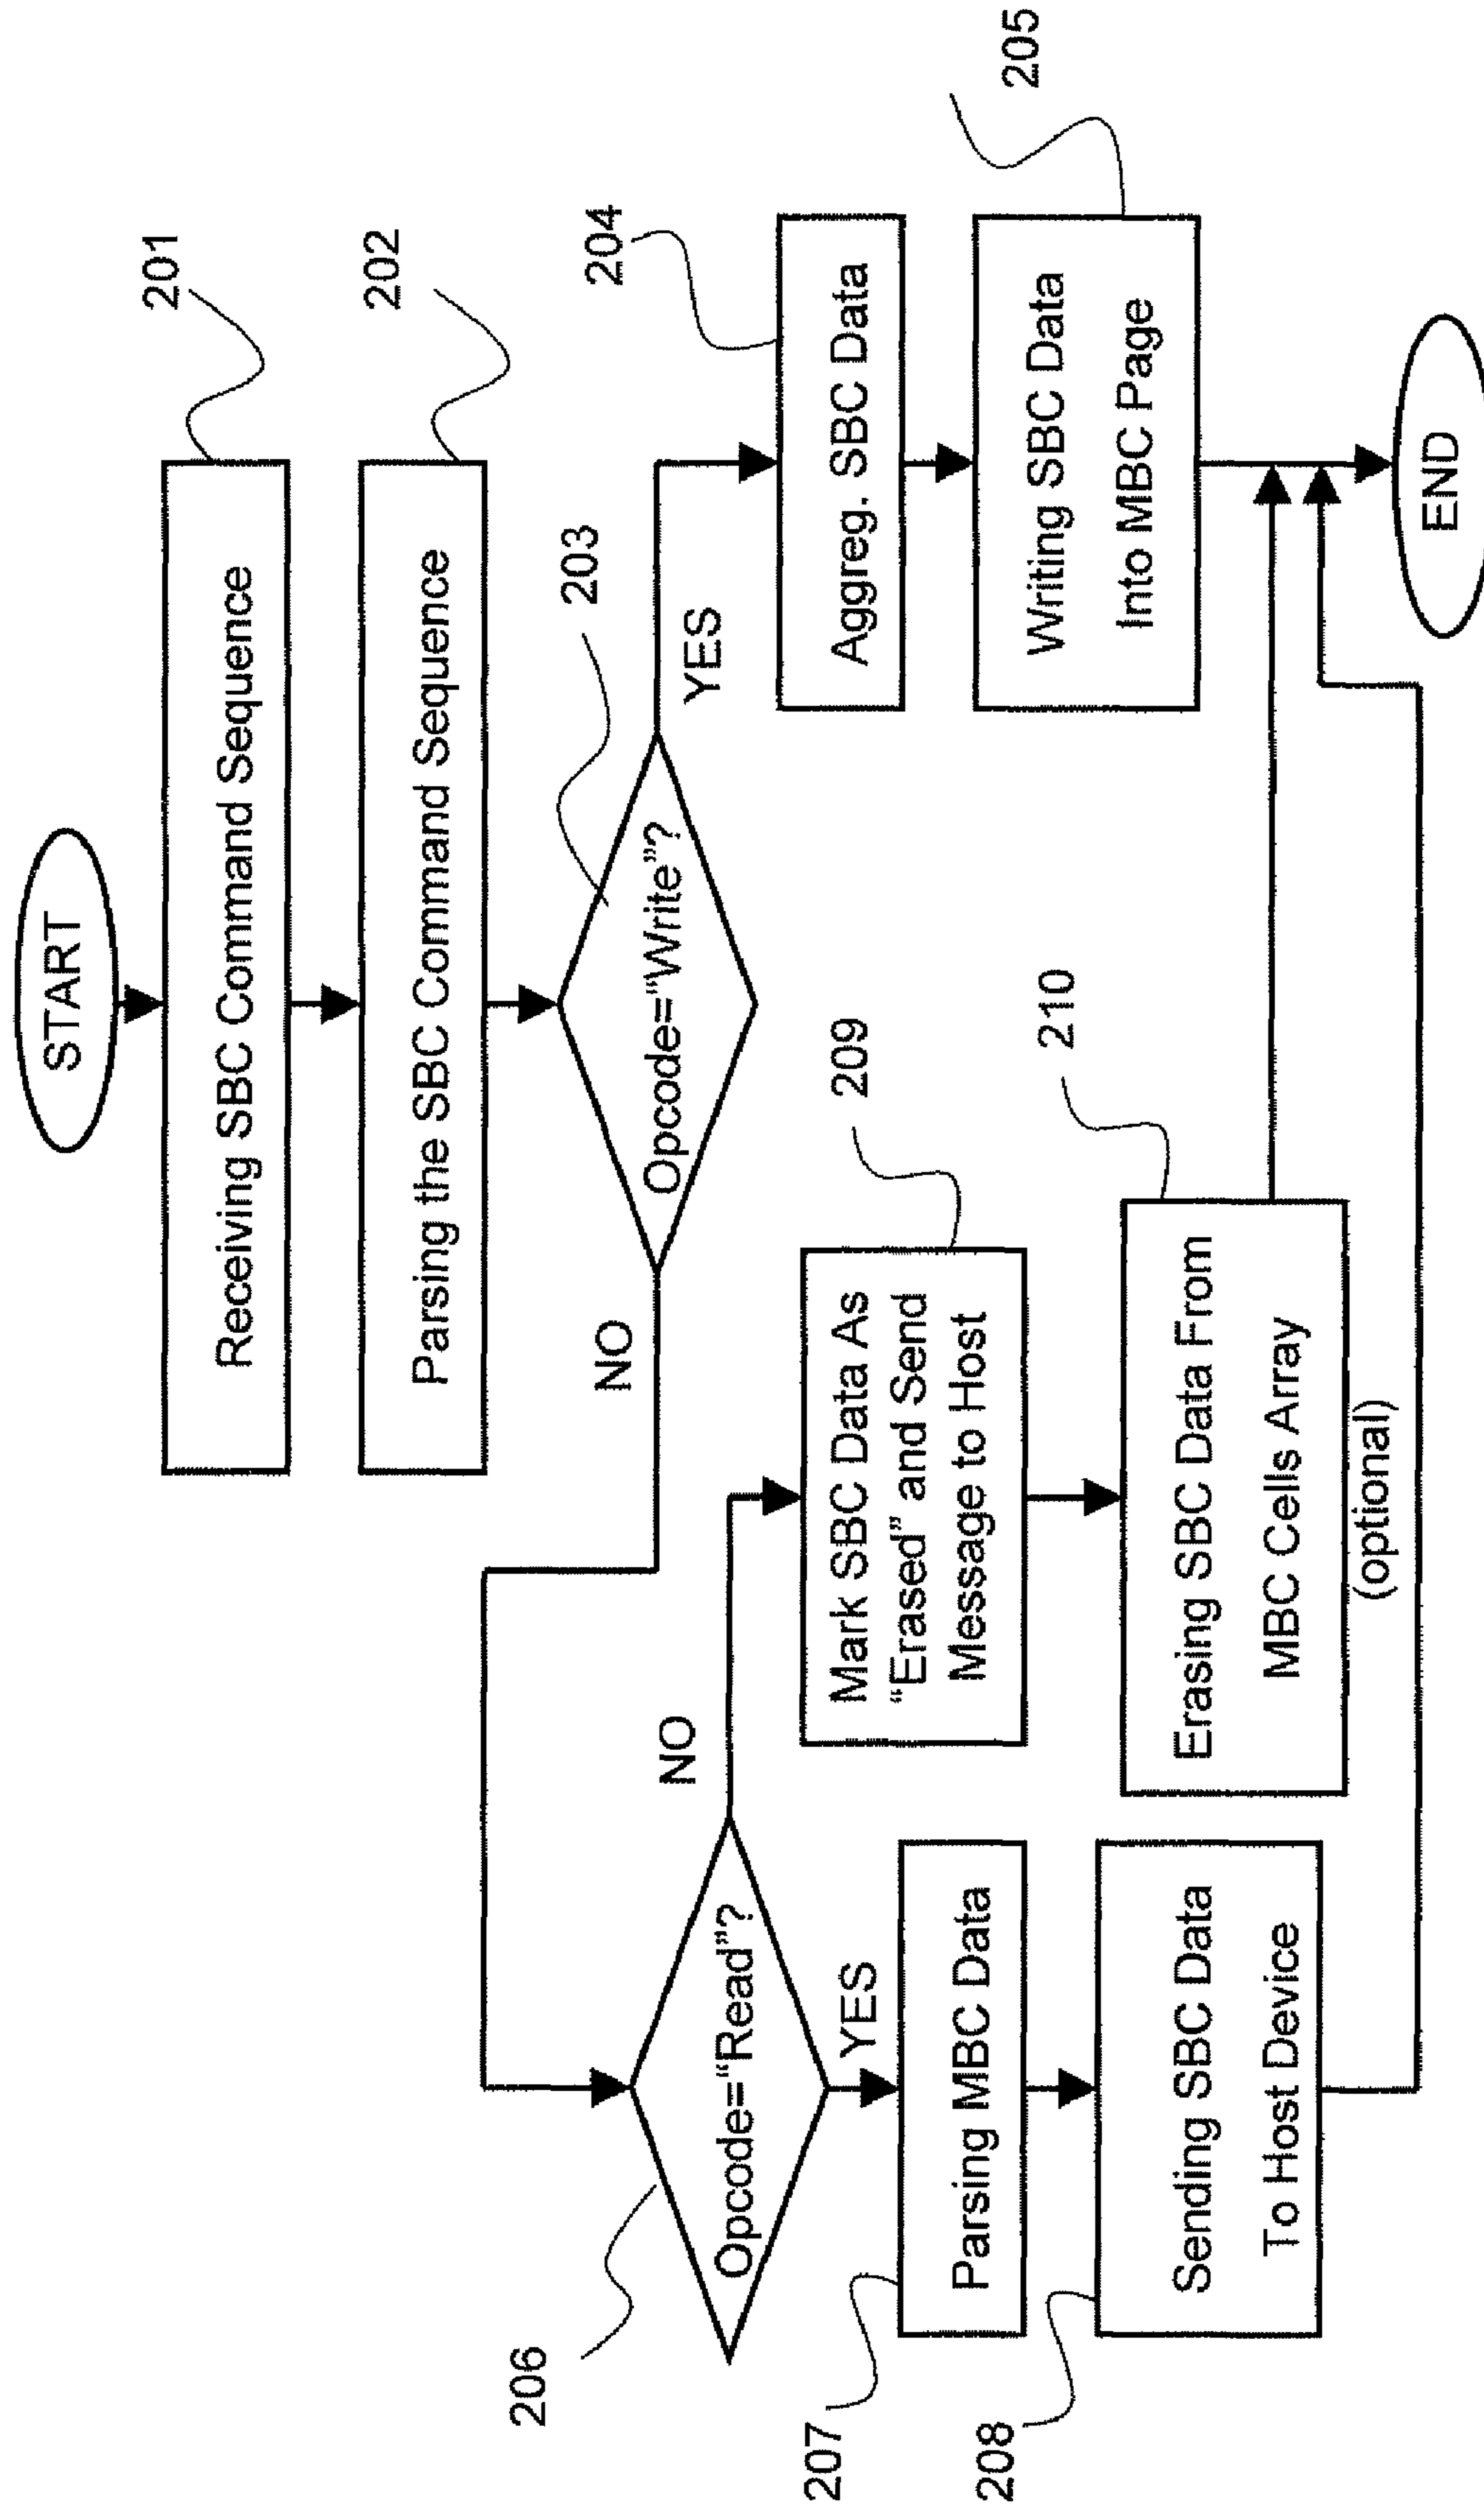 START
201
Receiving SBC Command Sequence
202
Parsing the SBC Command Sequence
203
Opcode="Write"?
NO
YES
204
Aggreg. SBC Data
205
Writing SBC Data
Into MBC Page
206
Opcode="Read"?
NO
YES
207
Parsing MBC Data
208
Sending SBC Data
To Host Device
209
Mark SBC Data As
“Erased” and Send
Message to Host
210
Erasing SBC Data From
MBC Cells Array
(optional)
END